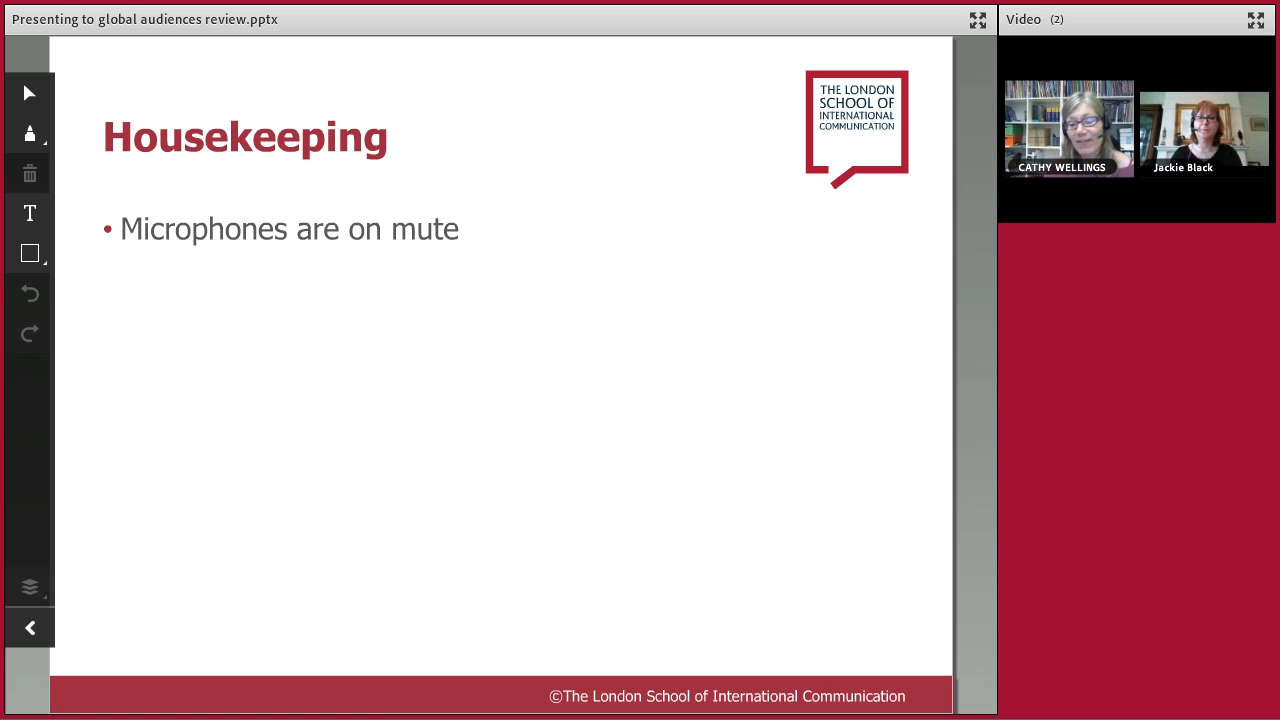 Presenting to global audiences review.pptx
Video (2)
THE LONDON
SCHOOL OF
INTERNATIONAL
COMMUNICATION
Housekeeping
• Microphones are on mute
CATHY WELLINGS
Jackie Black
T
©The London School of International Communication